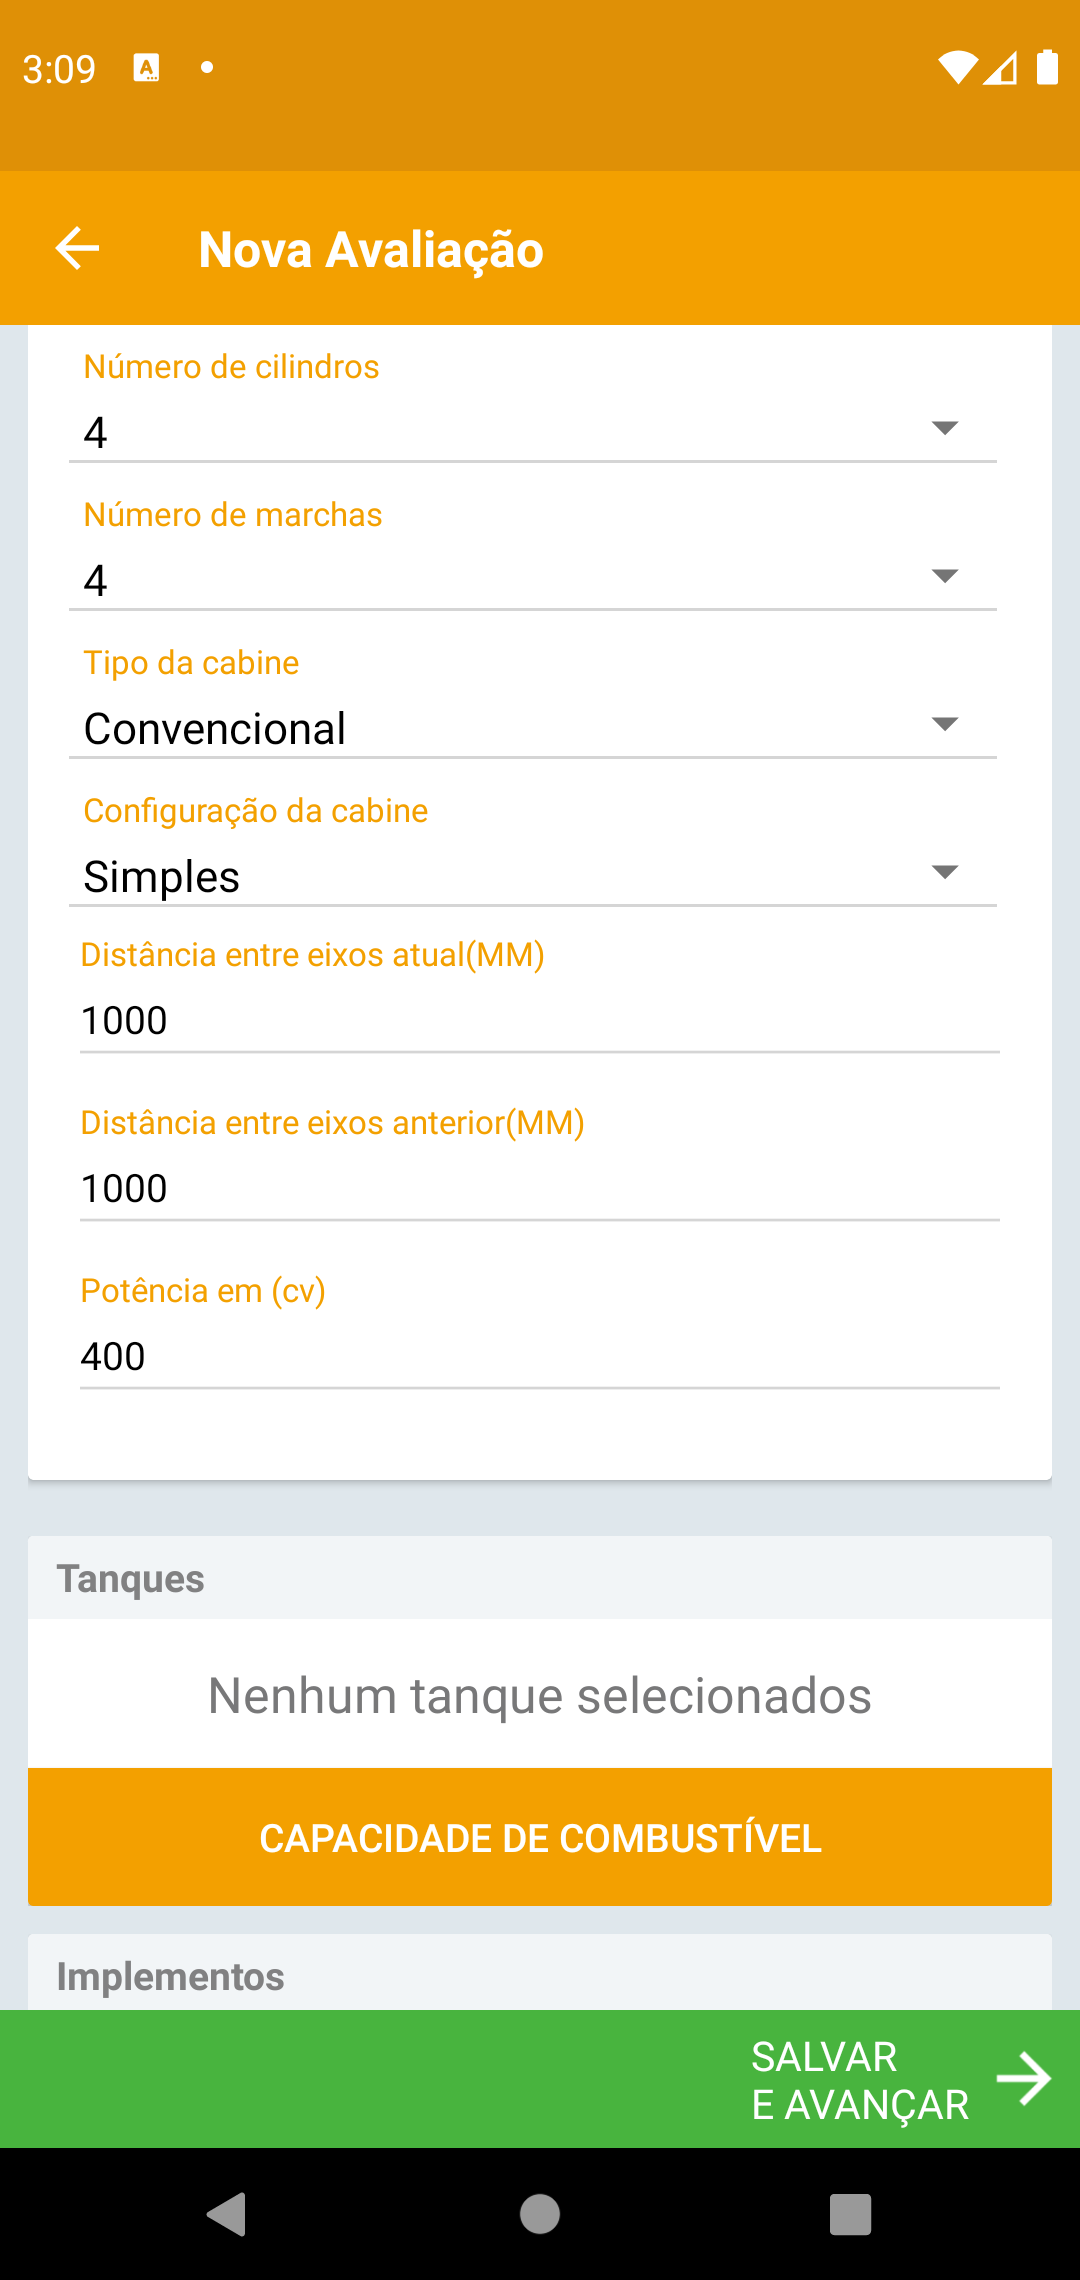 3:09
Nova Avaliação
Número de cilindros
4
Número de marchas
4
Tipo da cabine
Convencional
Configuração da cabine
Simples
Distância entre eixos atual(MM)
1000
Distância entre eixos anterior(MM)
1000
Potência em (cv)
400
Tanques
Nenhum tanque selecionados
CAPACIDADE DE COMBUSTÍVEL
Implementos
SALVAR
E AVANÇAR